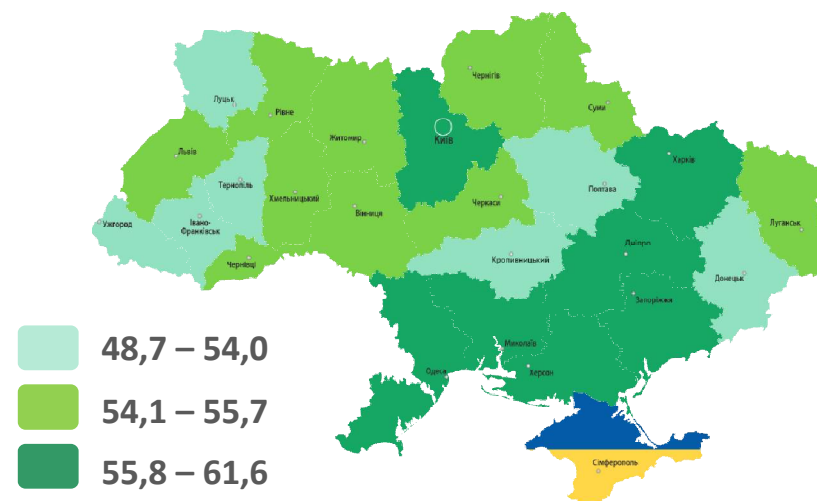 Чернігів
Луцьк
Суми
Рівне
Житомир
Київ
Львів
Харків
Тернопіль
Полтава
Хмельницький
Черкаси
Вінниця
Ужгород
Івано-
Франківськ
Луганськ
Дніпро
Чернівці
Кропивницький
Донецьк
Запоріжжя
Миколаїв
Одеса
Херсон
Сімферополь
48,7 – 54,0
54,1 – 55,7
55,8 – 61,6